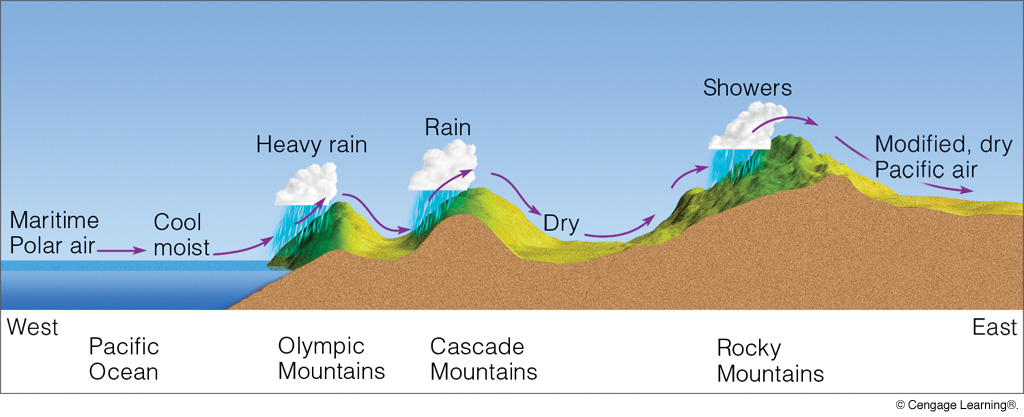 Showers
Rain
Heavy rain
Modified, dry
Pacific air
Maritime
Polar air
Cool
moist
Dry
West
East
Pacific
Ocean
Olympic
Mountains
Cascade
Mountains
Rocky
Mountains
© Cengage Learning®.